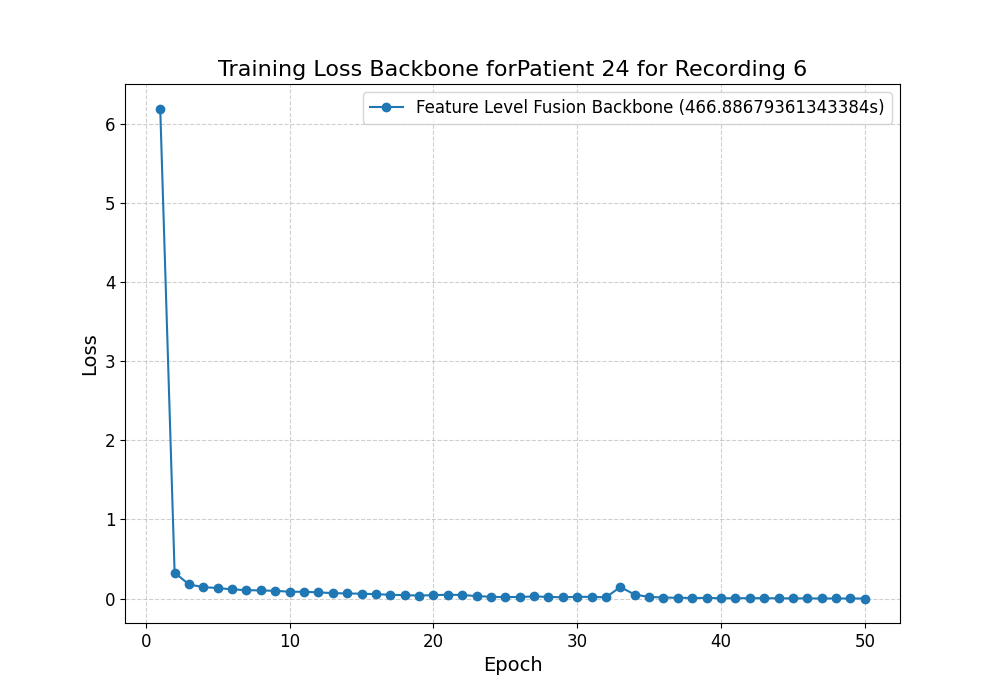 Training Loss Backbone forPatient 24 for Recording 6
Feature Level Fusion Backbone (466.88679361343384s)
6
5
4
3
2
1
0
Loss
0 10 20 30 40 50
Epoch